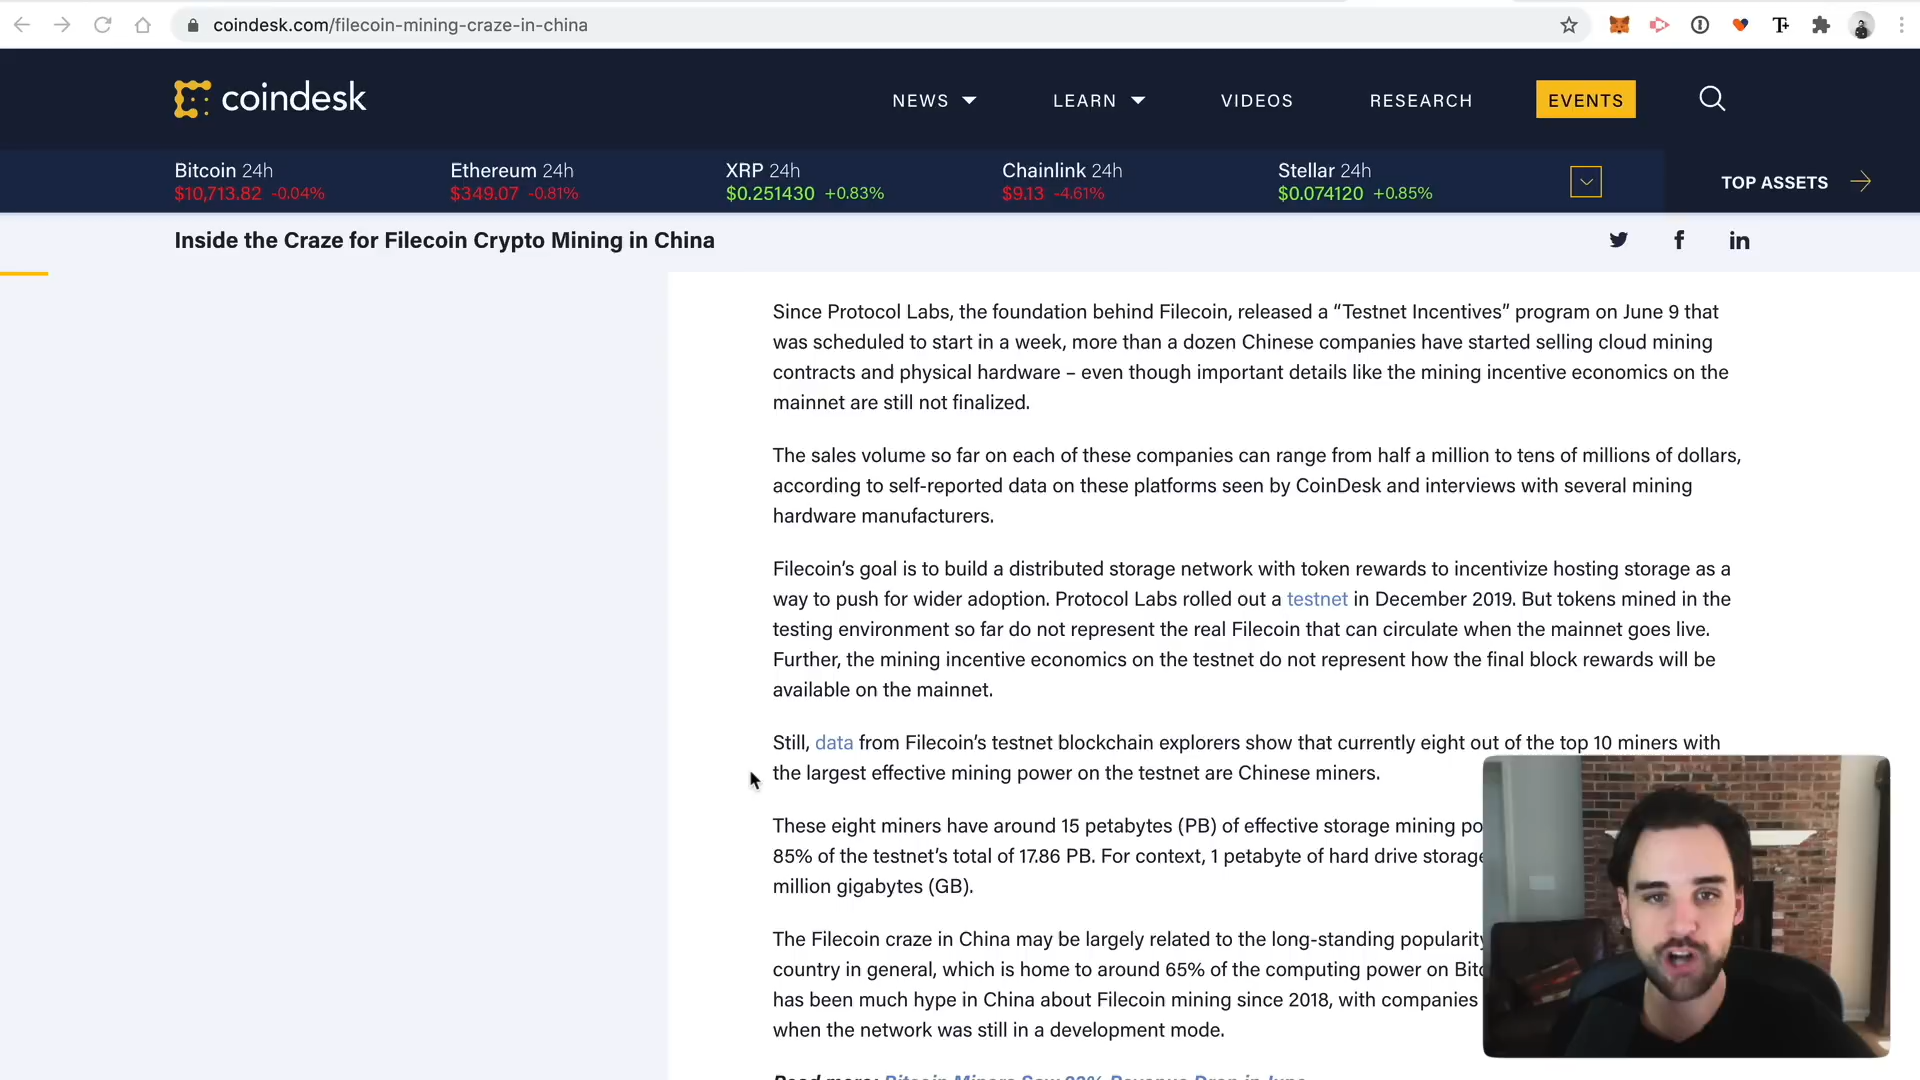 coindesk.com/filecoin-mining-craze-in-china
coindesk
NEWS
LEARN
VIDEOS
RESEARCH
EVENTS
Bitcoin 24h
$10,713.82 -0.04%
Ethereum 24h
$349.07 -0.81%
XRP 24h
$0.251430 +0.83%
Chainlink 24h
$9.13 -4.61%
Stellar 24h
$0.074120 +0.85%
TOP ASSETS
Inside the Craze for Filecoin Crypto Mining in China
Since Protocol Labs, the foundation behind Filecoin, released a “Testnet Incentives” program on June 9 that
was scheduled to start in a week, more than a dozen Chinese companies have started selling cloud mining
contracts and physical hardware – even though important details like the mining incentive economics on the
mainnet are still not finalized.
The sales volume so far on each of these companies can range from half a million to tens of millions of dollars,
according to self-reported data on these platforms seen by CoinDesk and interviews with several mining
hardware manufacturers.
Filecoin’s goal is to build a distributed storage network with token rewards to incentivize hosting storage as a
way to push for wider adoption. Protocol Labs rolled out a testnet in December 2019. But tokens mined in the
testing environment so far do not represent the real Filecoin that can circulate when the mainnet goes live.
Further, the mining incentive economics on the testnet do not represent how the final block rewards will be
available on the mainnet.
Still, data from Filecoin’s testnet blockchain explorers show that currently eight out of the top 10 miners with
the largest effective mining power on the testnet are Chinese miners.
These eight miners have around 15 petabytes (PB) of effective storage mining
85% of the testnet’s total of 17.86 PB. For context, 1 petabyte of hard drive storage
million gigabytes (GB).
The Filecoin craze in China may be largely related to the long-standing popularity
country in general, which is home to around 65% of the computing power on
has been much hype in China about Filecoin mining since 2018, with companies
when the network was still in a development mode.
Read more: Bitcoin Miners Saw 23% Revenue Drop in June